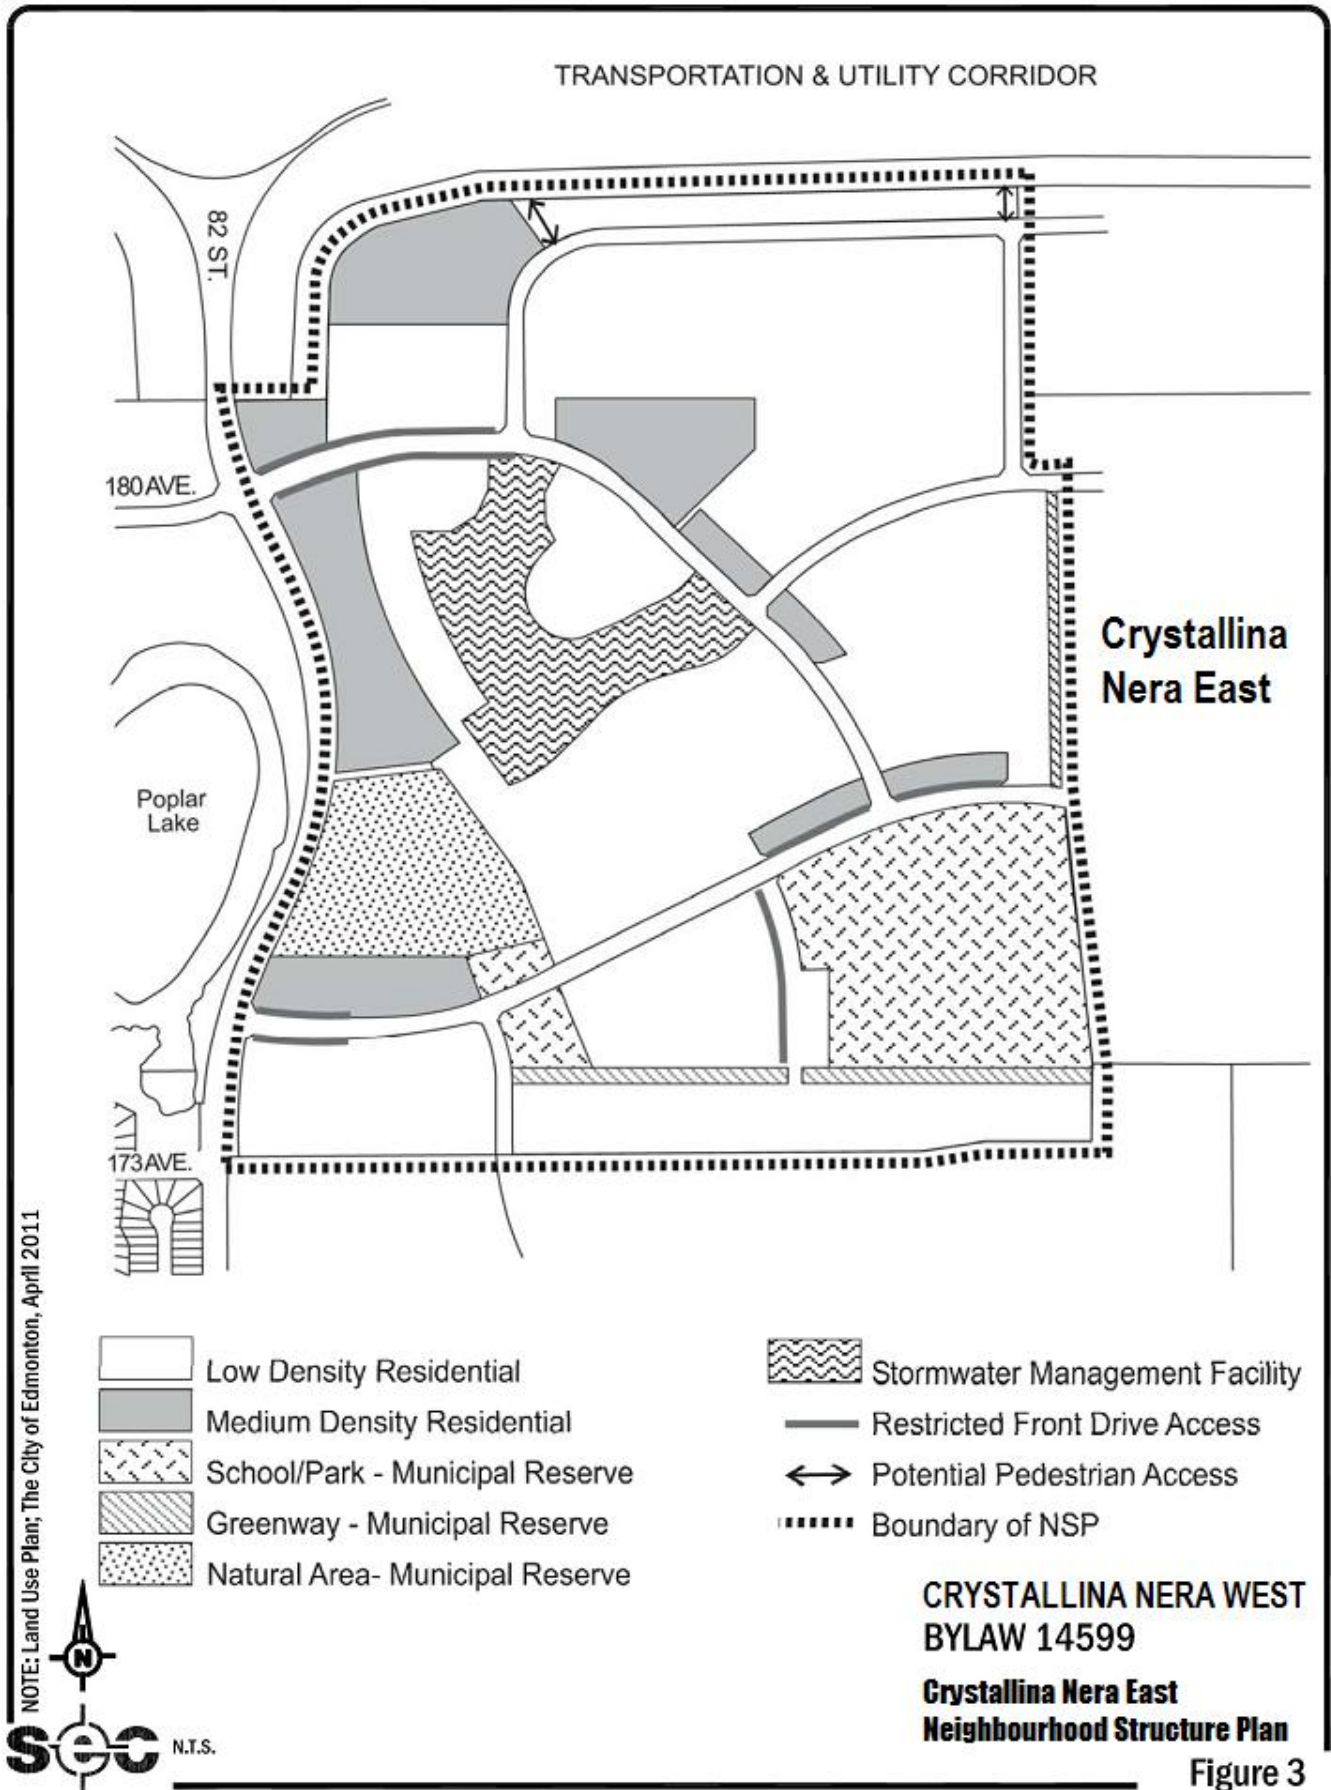 TRANSPORTATION & UTILITY CORRIDOR
82 ST.
180 AVE.
Crystallina
Nera East
Poplar
Lake
173 AVE.
NOTE: Land Use Plan; The City of Edmonton, April 2011
Low Density Residential
Medium Density Residential
School/Park - Municipal Reserve
Greenway - Municipal Reserve
Natural Area- Municipal Reserve
Stormwater Management Facility
Restricted Front Drive Access
Potential Pedestrian Access
Boundary of NSP
CRYSTALLINA NERA WEST
BYLAW 14599
Crystallina Nera East
Neighbourhood Structure Plan
N
sec
N.T.S.
Figure 3